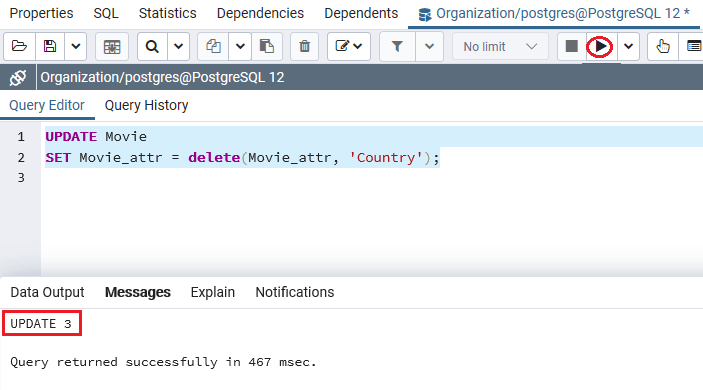 Properties SQL Statistics Dependencies Dependents Organization/postgres@PostgreSQL 12 *
No limit
Organization/postgres@PostgreSQL 12
Query Editor Query History
1 UPDATE Movie
2 SET Movie_attr = delete(Movie_attr, 'Country');
3
Data Output Messages Explain Notifications
UPDATE 3
Query returned successfully in 467 msec.